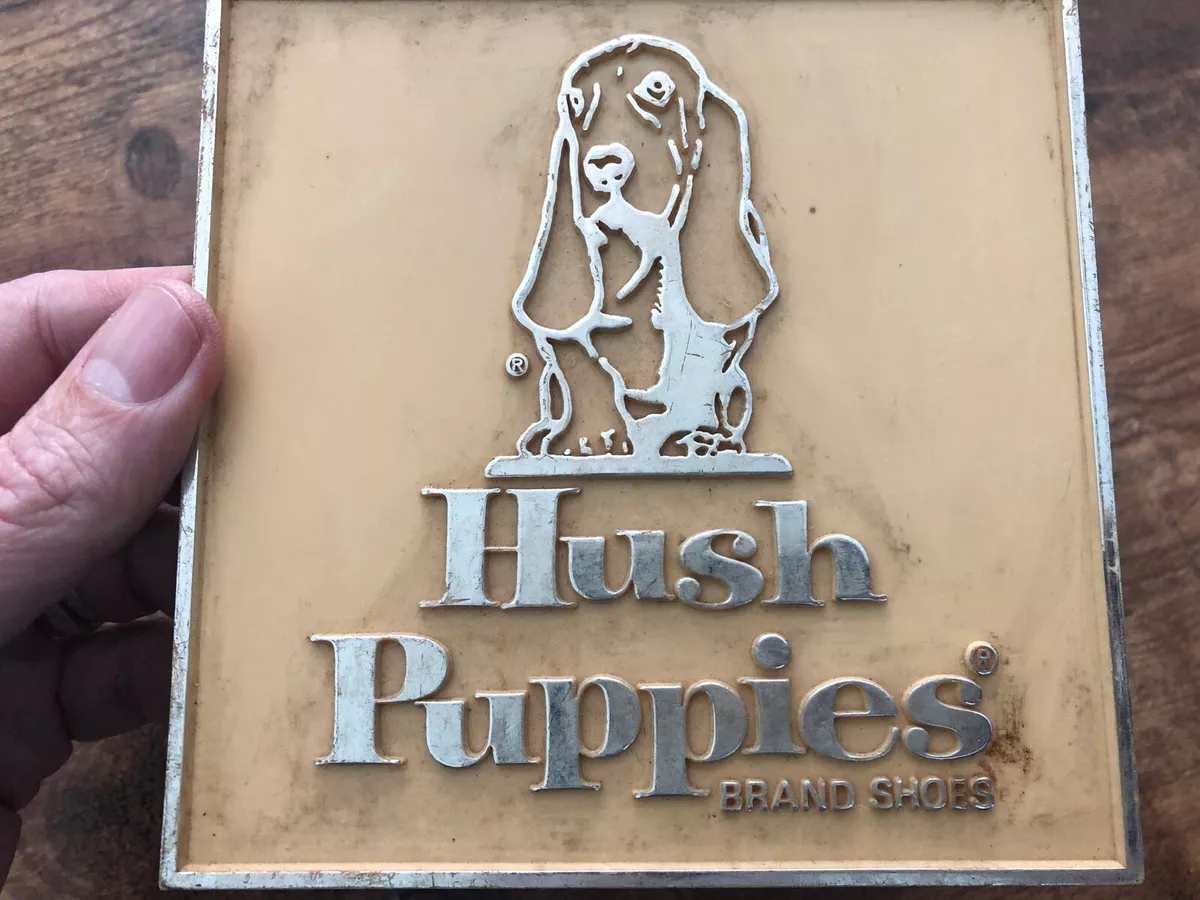 ®
Hush
Puppies®
BRAND SHOES